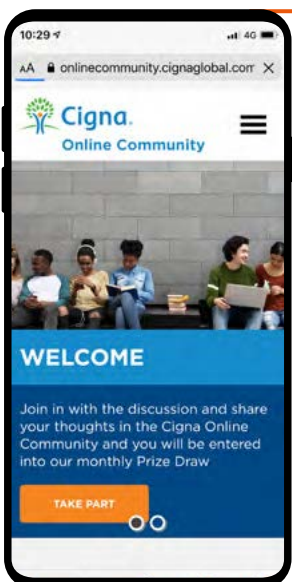 10:29 4G
AA onlinecommunity.cignaglobal.com X
Cigna.
Online Community
WELCOME
Join in with the discussion and share
your thoughts in the Cigna Online
Community and you will be entered
into our monthly Prize Draw
TAKE PART